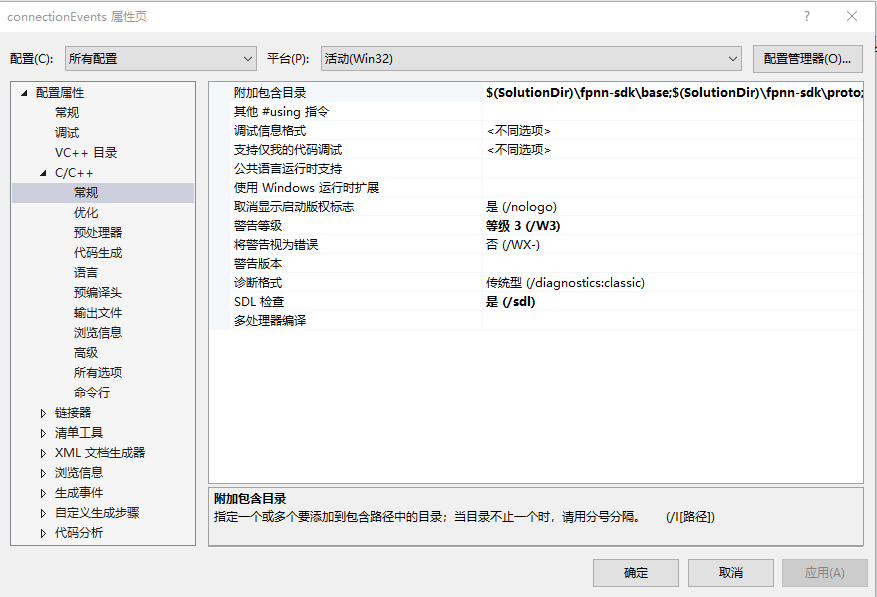 connectionEvents 属性页
配置(C): 所有配置 平台(P): 活动(Win32) 配置管理器(O)...
配置属性
常规
调试
VC++ 目录
C/C++
常规
优化
预处理器
代码生成
语言
预编译头
输出文件
浏览信息
高级
所有选项
命令行
链接器
清单工具
XML 文档生成器
浏览信息
生成事件
自定义生成步骤
代码分析
附加包含目录 $(SolutionDir)\fpnn-sdk\base;$(SolutionDir)\fpnn-sdk\proto;
其他 #using 指令
调试信息格式 <不同选项>
支持仅我的代码调试 <不同选项>
公共语言运行时支持
使用 Windows 运行时扩展
取消显示启动版权标志 是 (/nologo)
警告等级 等级 3 (/W3)
将警告视为错误 否 (/WX-)
警告版本
诊断格式 传统型 (/diagnostics:classic)
SDL 检查 是 (/sdl)
多处理器编译
附加包含目录
指定一个或多个要添加到包含路径中的目录；当目录不止一个时，请用分号分隔。 (/I[路径])
确定 取消 应用(A)